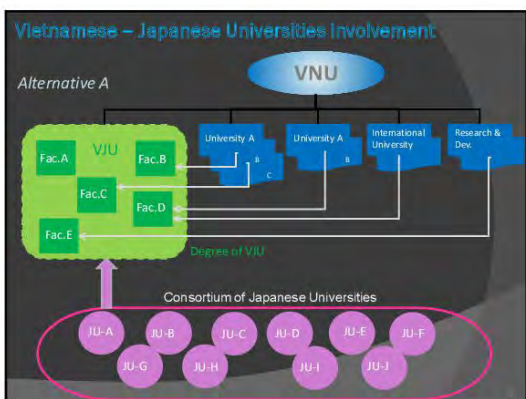 Vietnamese – Japanese Universities Involvement
VNU
Alternative A
VJU
Fac.A
Fac.B
Fac.C
Fac.D
Fac.E
University A
B
C
University A
B
International
University
Research &
Dev.
Degree of VJU
Consortium of Japanese Universities
JU-A
JU-B
JU-C
JU-D
JU-E
JU-F
JU-G
JU-H
JU-I
JU-J